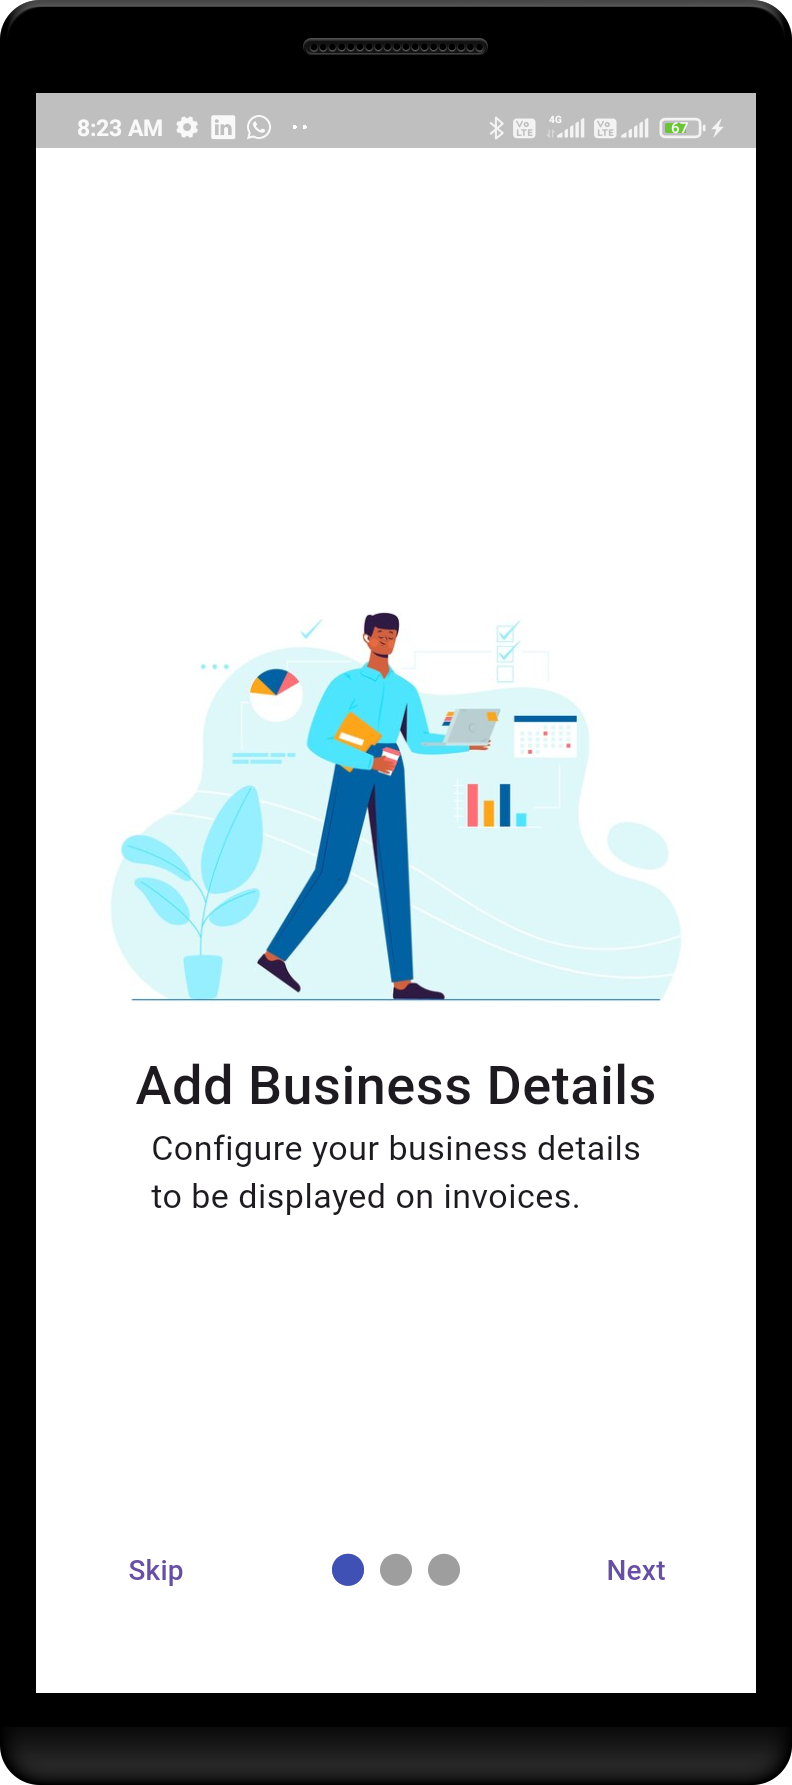 8:23 AM in Vo LTE 4G Vo LTE 67
Add Business Details
Configure your business details
to be displayed on invoices.
Skip Next